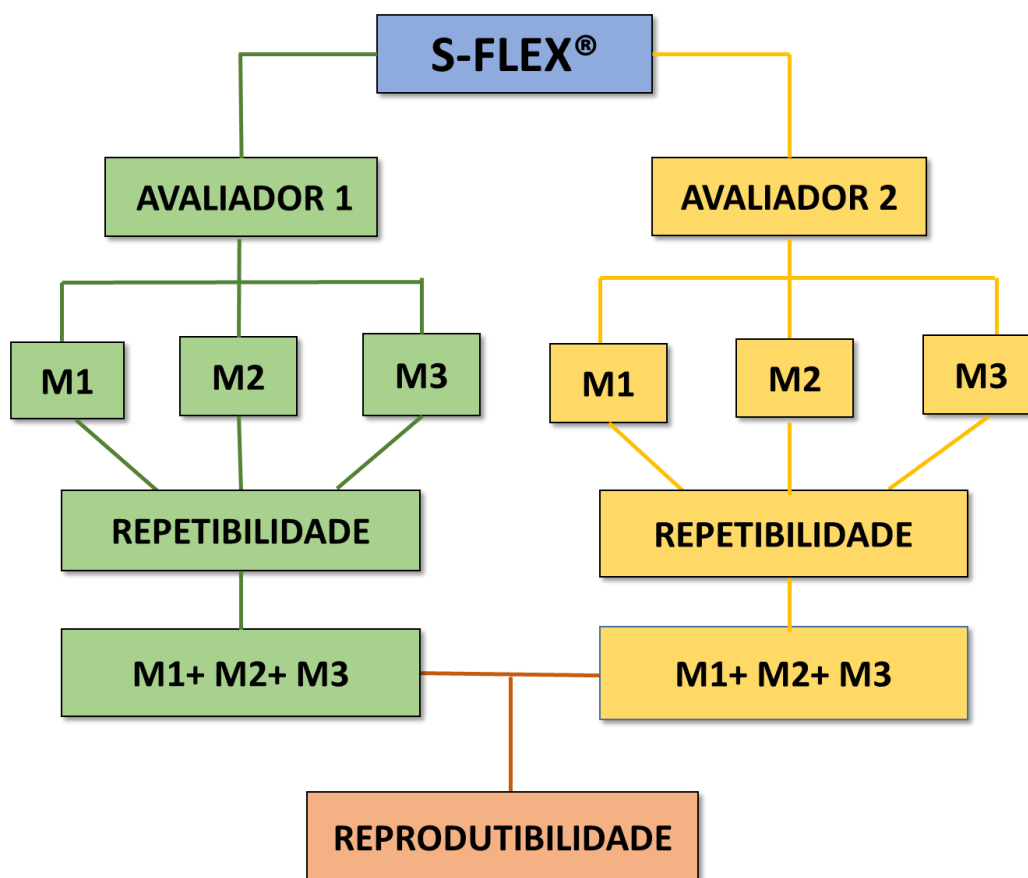 S-FLEX®
AVALIADOR 1
AVALIADOR 2
M1
M2
M3
M1
M2
M3
REPETIBILIDADE
REPETIBILIDADE
M1+ M2+ M3
M1+ M2+ M3
REPRODUTIBILIDADE